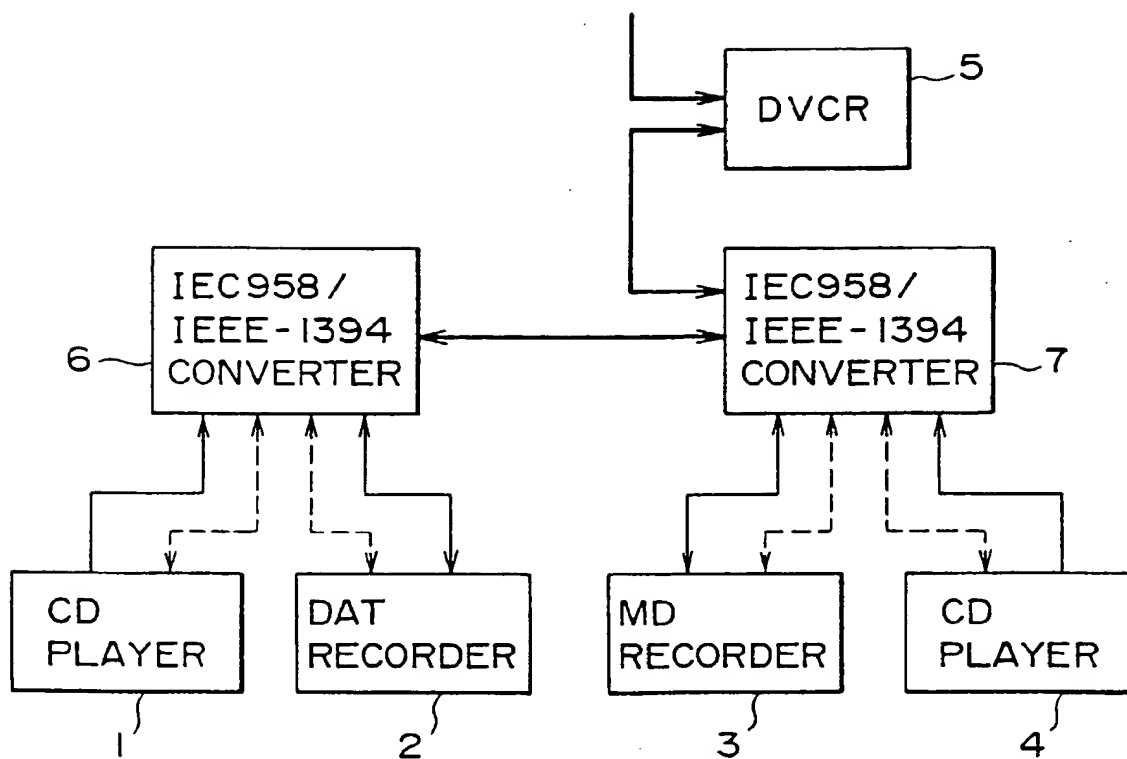 DVCR
5
IEC958/
IEEE-1394
CONVERTER
6
IEC958/
IEEE-1394
CONVERTER
7
CD
PLAYER
DAT
RECORDER
MD
RECORDER
CD
PLAYER
1
2
3
4